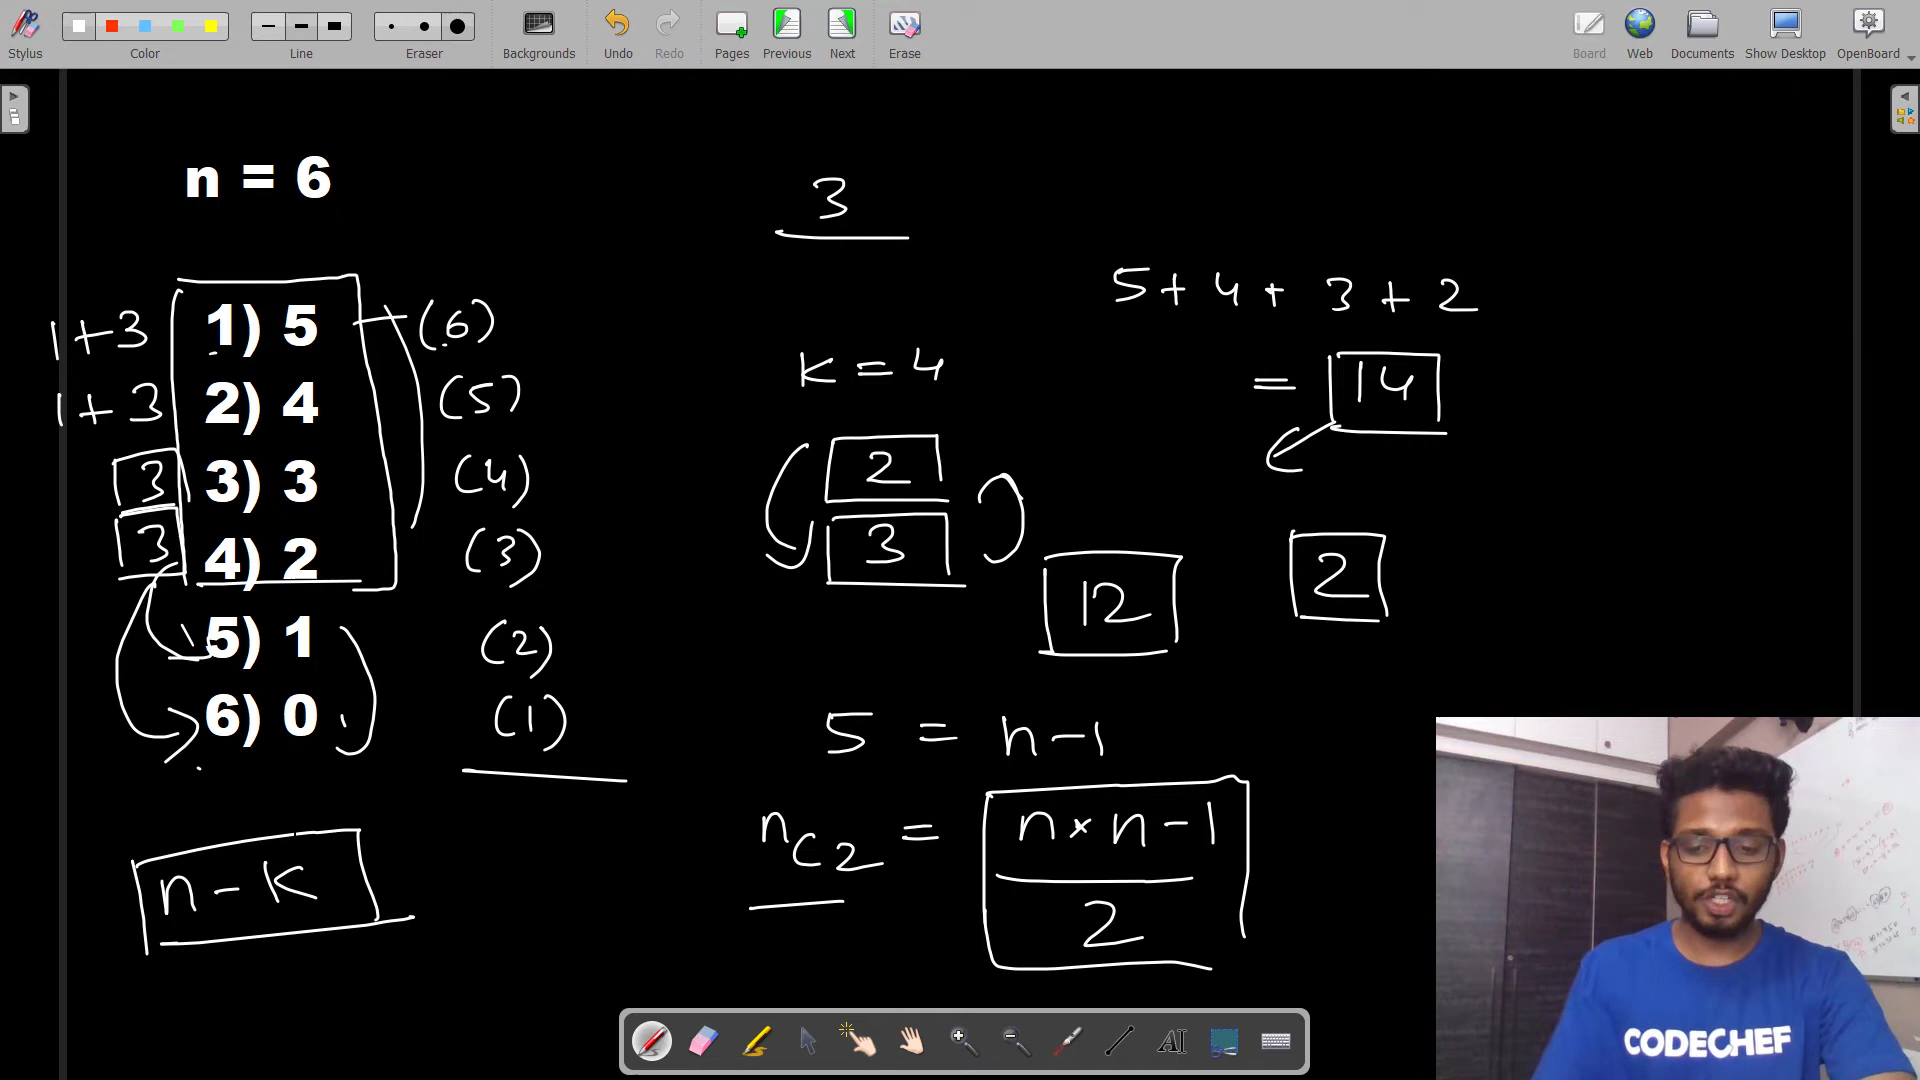 Stylus Color Line Eraser Backgrounds Undo Redo Pages Previous Next Erase Board Web Documents Show Desktop OpenBoard
n = 6
3
5 + 4 + 3 + 2
= 14
1+3 1) 5 (6)
1+3 2) 4 (5)
3 3) 3 (4)
3 4) 2 (3)
5) 1 (2)
6) 0 (1)
K = 4
2
3
12
2
5 = n-1
n-K
nC2 = n×n-1
2
AI
CODECHEF